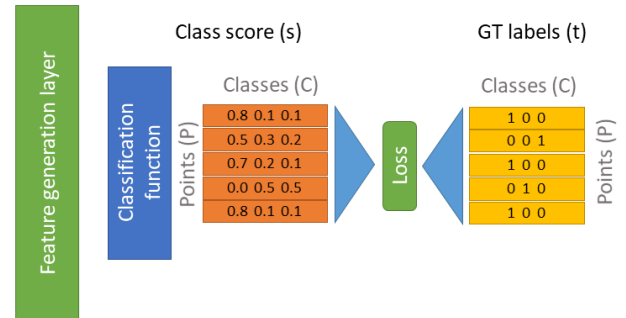 Class score (s)
GT labels (t)
Feature generation layer
Classification
function
Points (P)
Classes (C)
0.8 0.1 0.1
0.5 0.3 0.2
0.7 0.2 0.1
0.0 0.5 0.5
0.8 0.1 0.1
Loss
Classes (C)
1 0 0
0 0 1
1 0 0
0 1 0
1 0 0
Points (P)